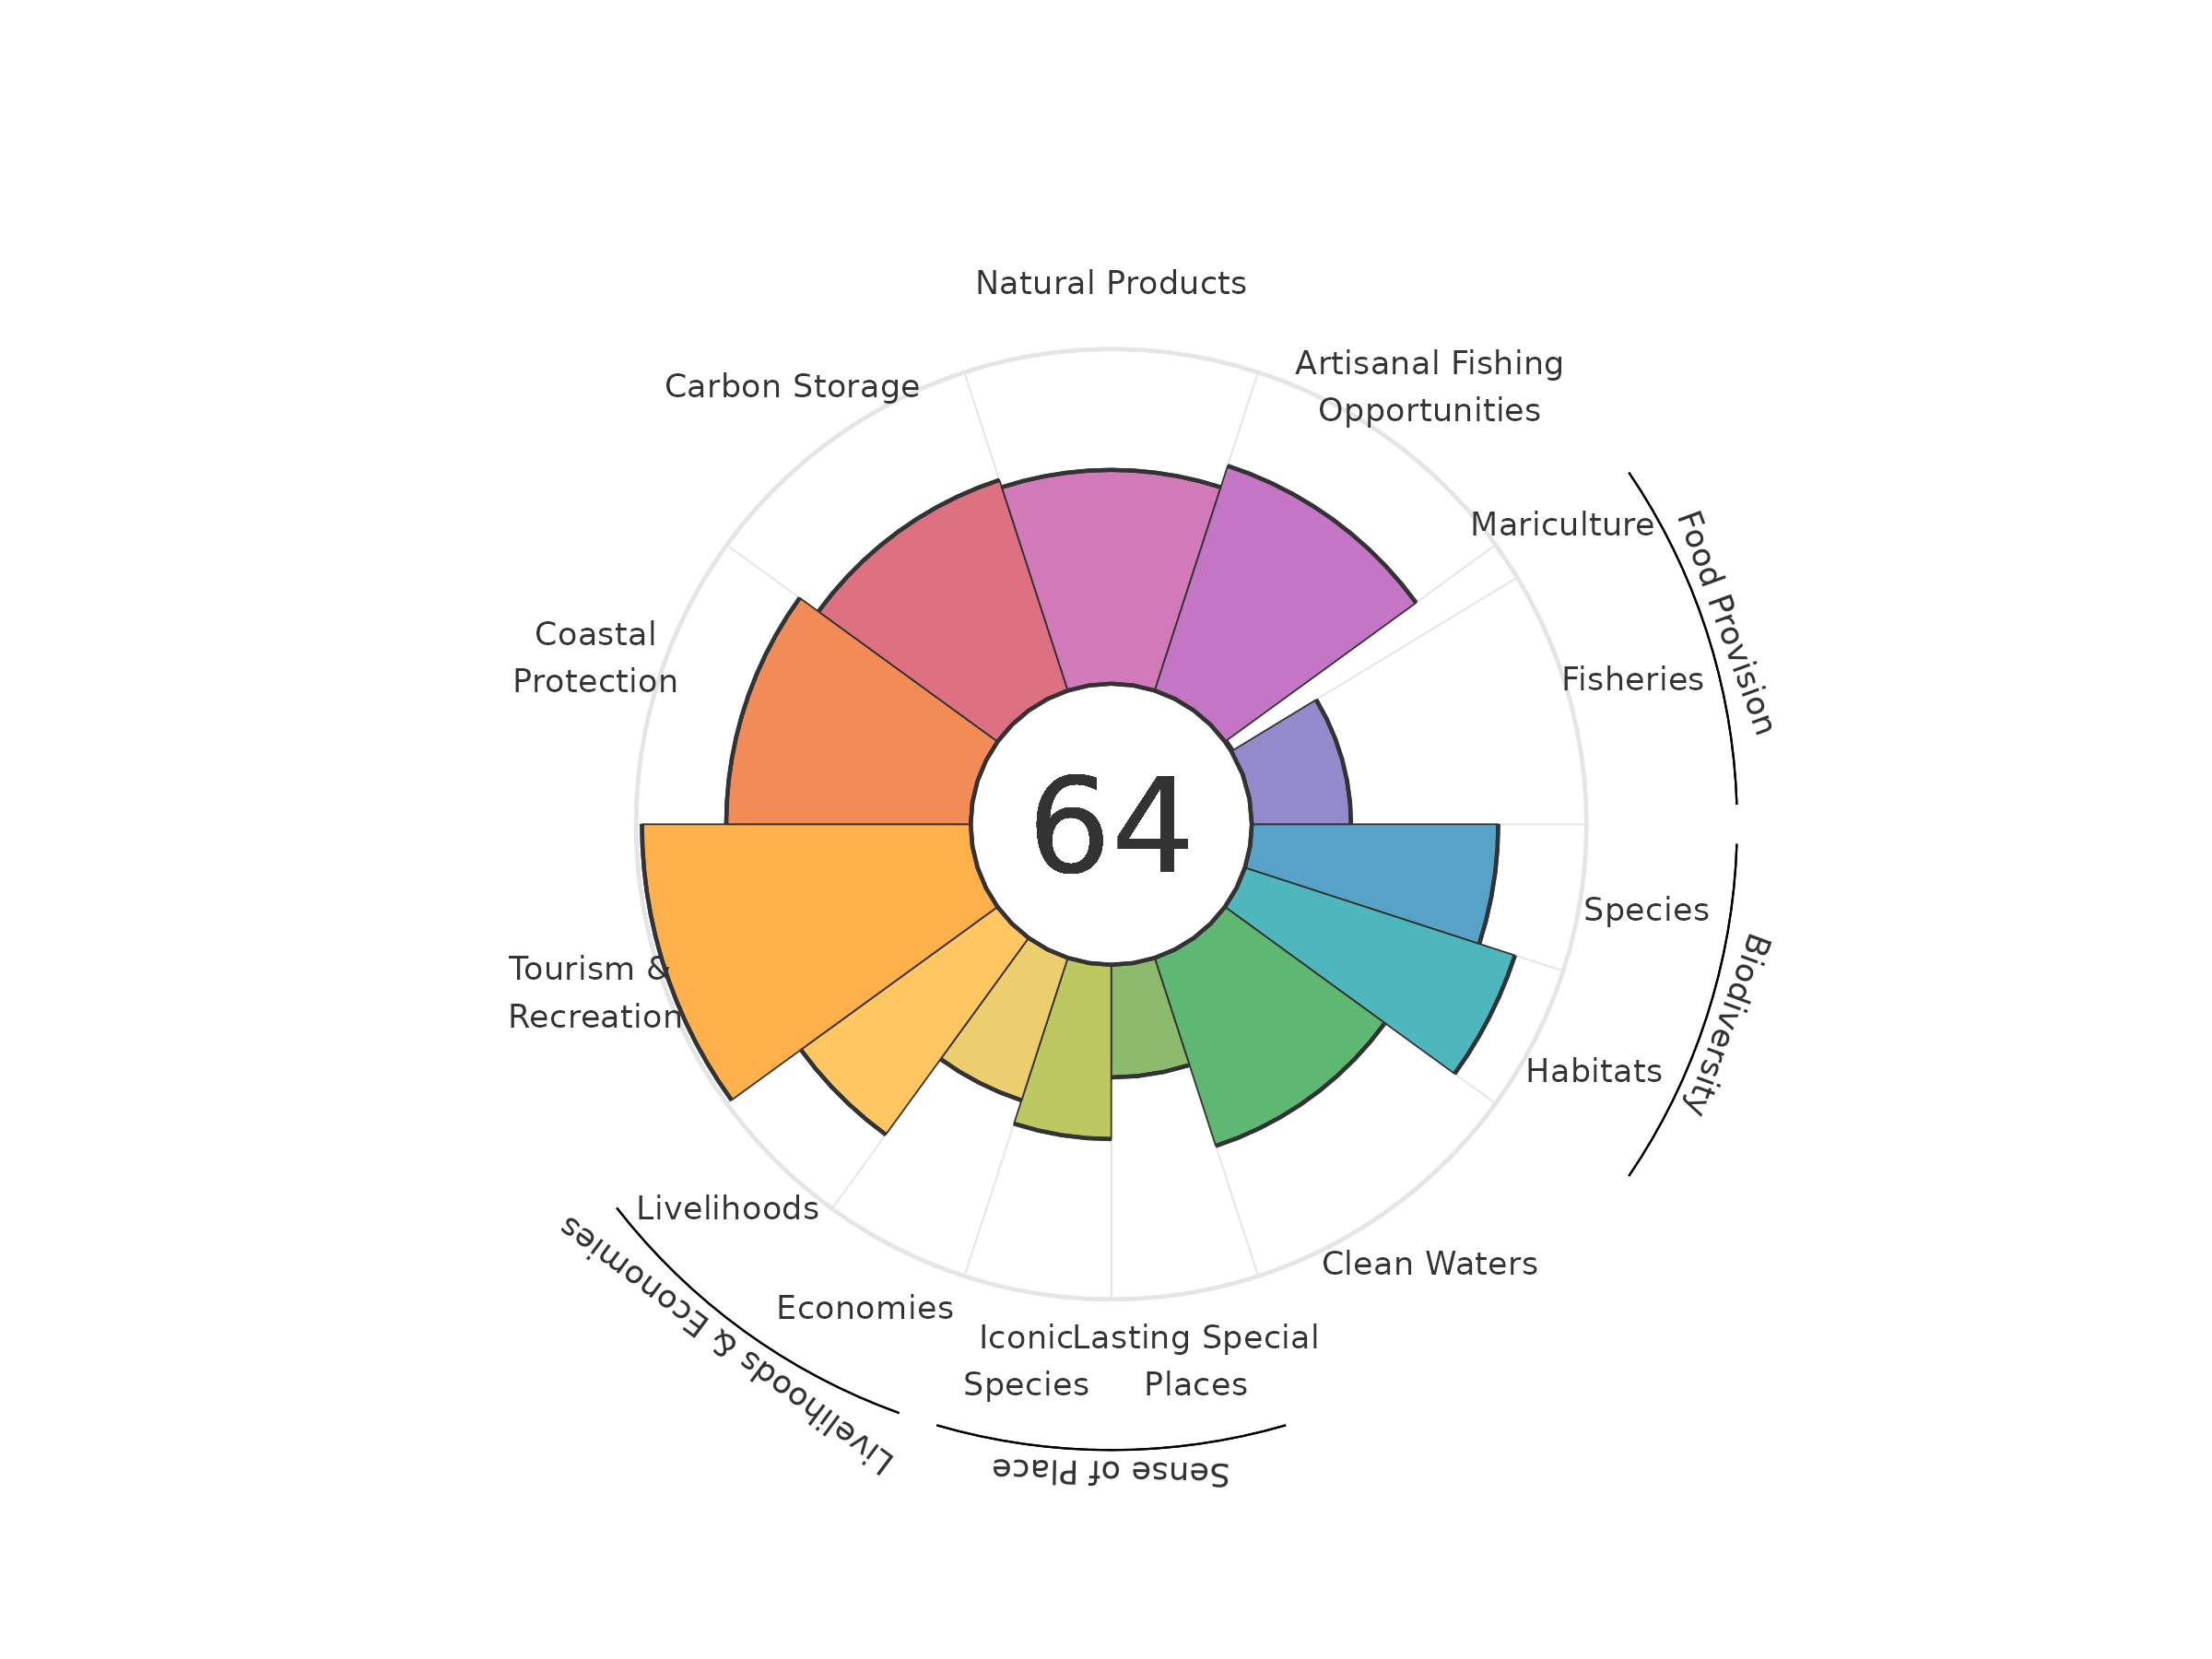 Natural Products
Artisanal Fishing
Opportunities
Carbon Storage
Mariculture
Food Provision
Fisheries
Coastal
Protection
64
Species
Biodiversity
Tourism &
Recreation
Habitats
Livelihoods
Livelihoods & Economies
Clean Waters
Economies
Iconic
Species
Lasting Special
Places
Sense of Place